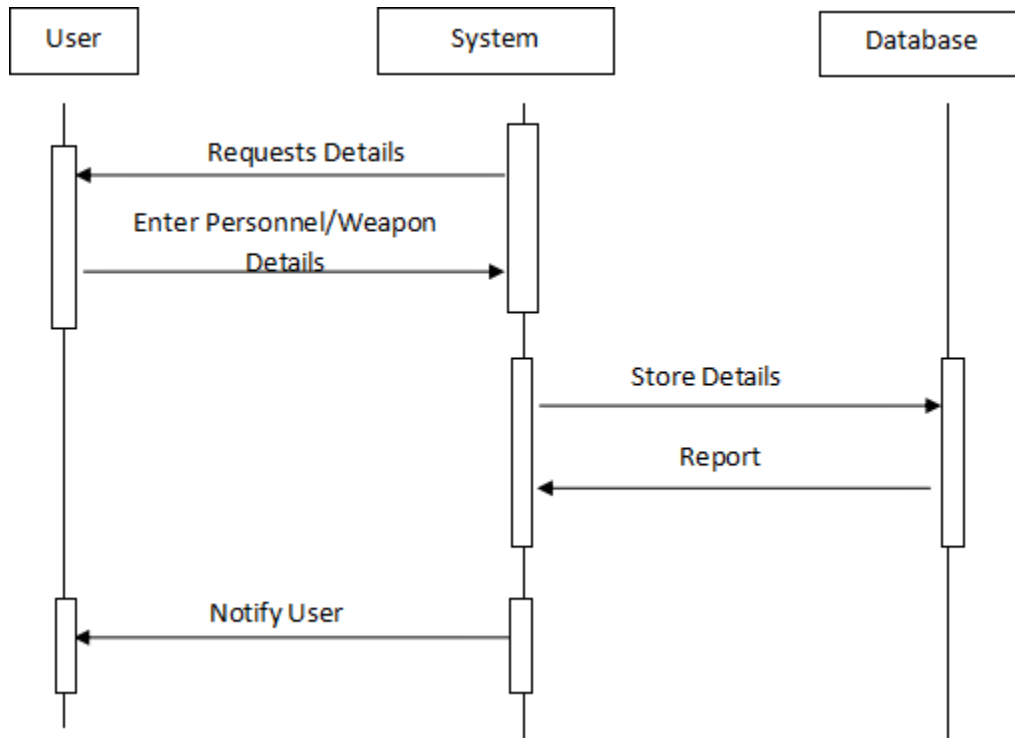 User
System
Database
Requests Details
Enter Personnel/Weapon
Details
Store Details
Report
Notify User